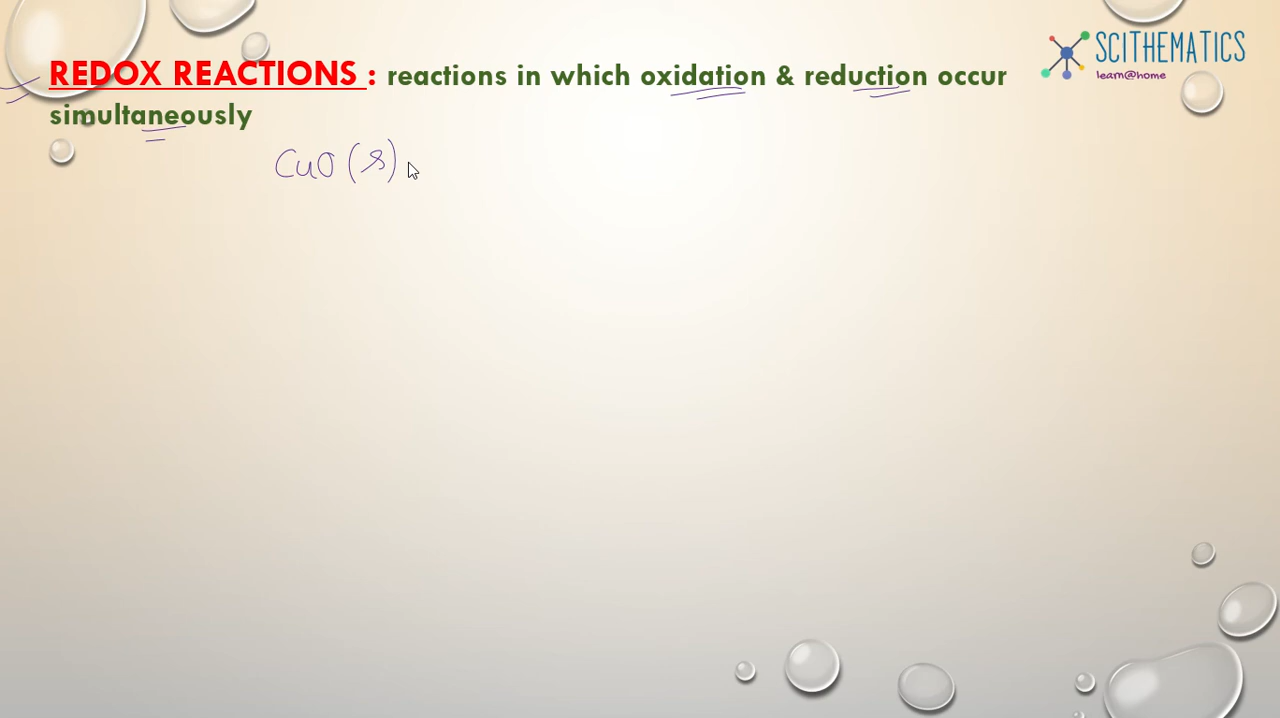 SCITHEMATICS
learn@home
REDOX REACTIONS : reactions in which oxidation & reduction occur
simultaneously
CuO (s)